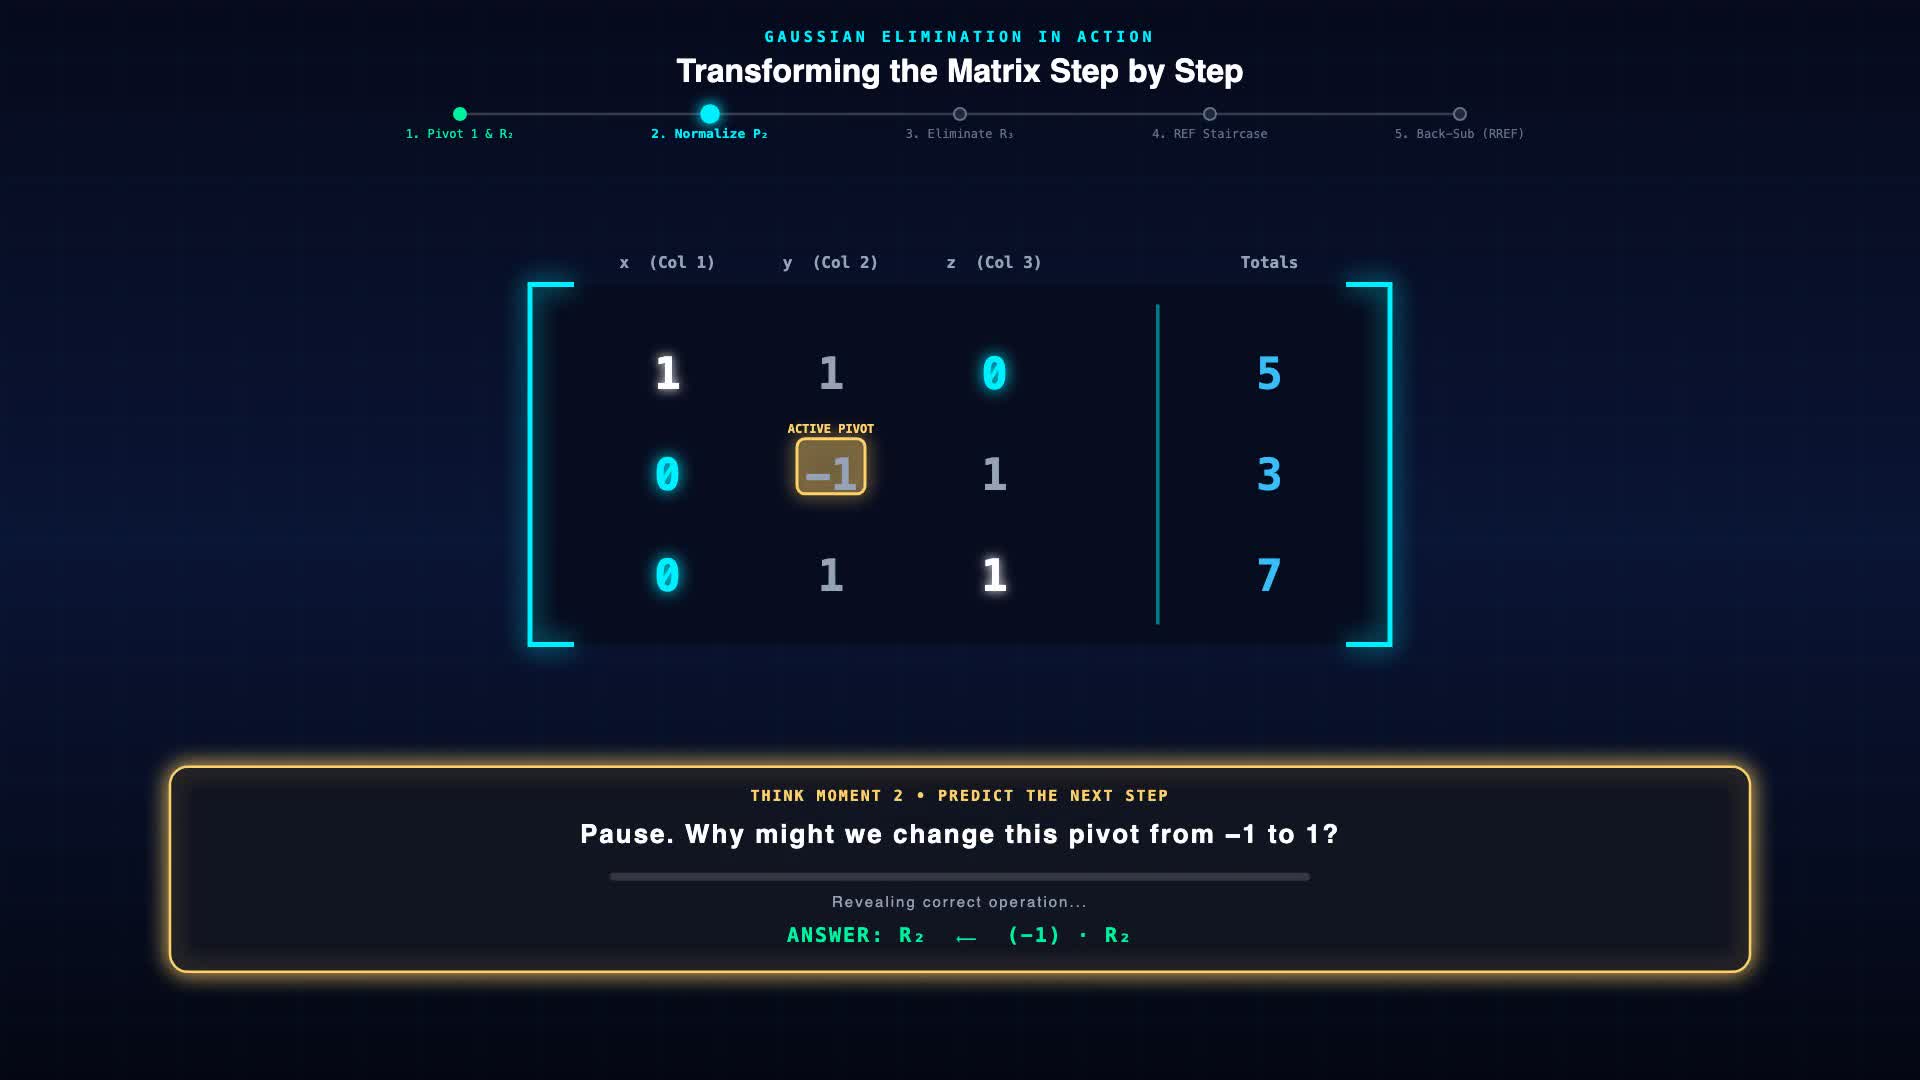 GAUSSIAN ELIMINATION IN ACTION
Transforming the Matrix Step by Step
1. Pivot 1 & R₂ 2. Normalize P₂ 3. Eliminate R₃ 4. REF Staircase 5. Back–Sub (RREF)
x (Col 1) y (Col 2) z (Col 3) Totals
1 1 0 5
ACTIVE PIVOT
0 –1 1 3
0 1 1 7
THINK MOMENT 2 • PREDICT THE NEXT STEP
Pause. Why might we change this pivot from –1 to 1?
Revealing correct operation...
ANSWER: R₂ ⟵ (–1) · R₂